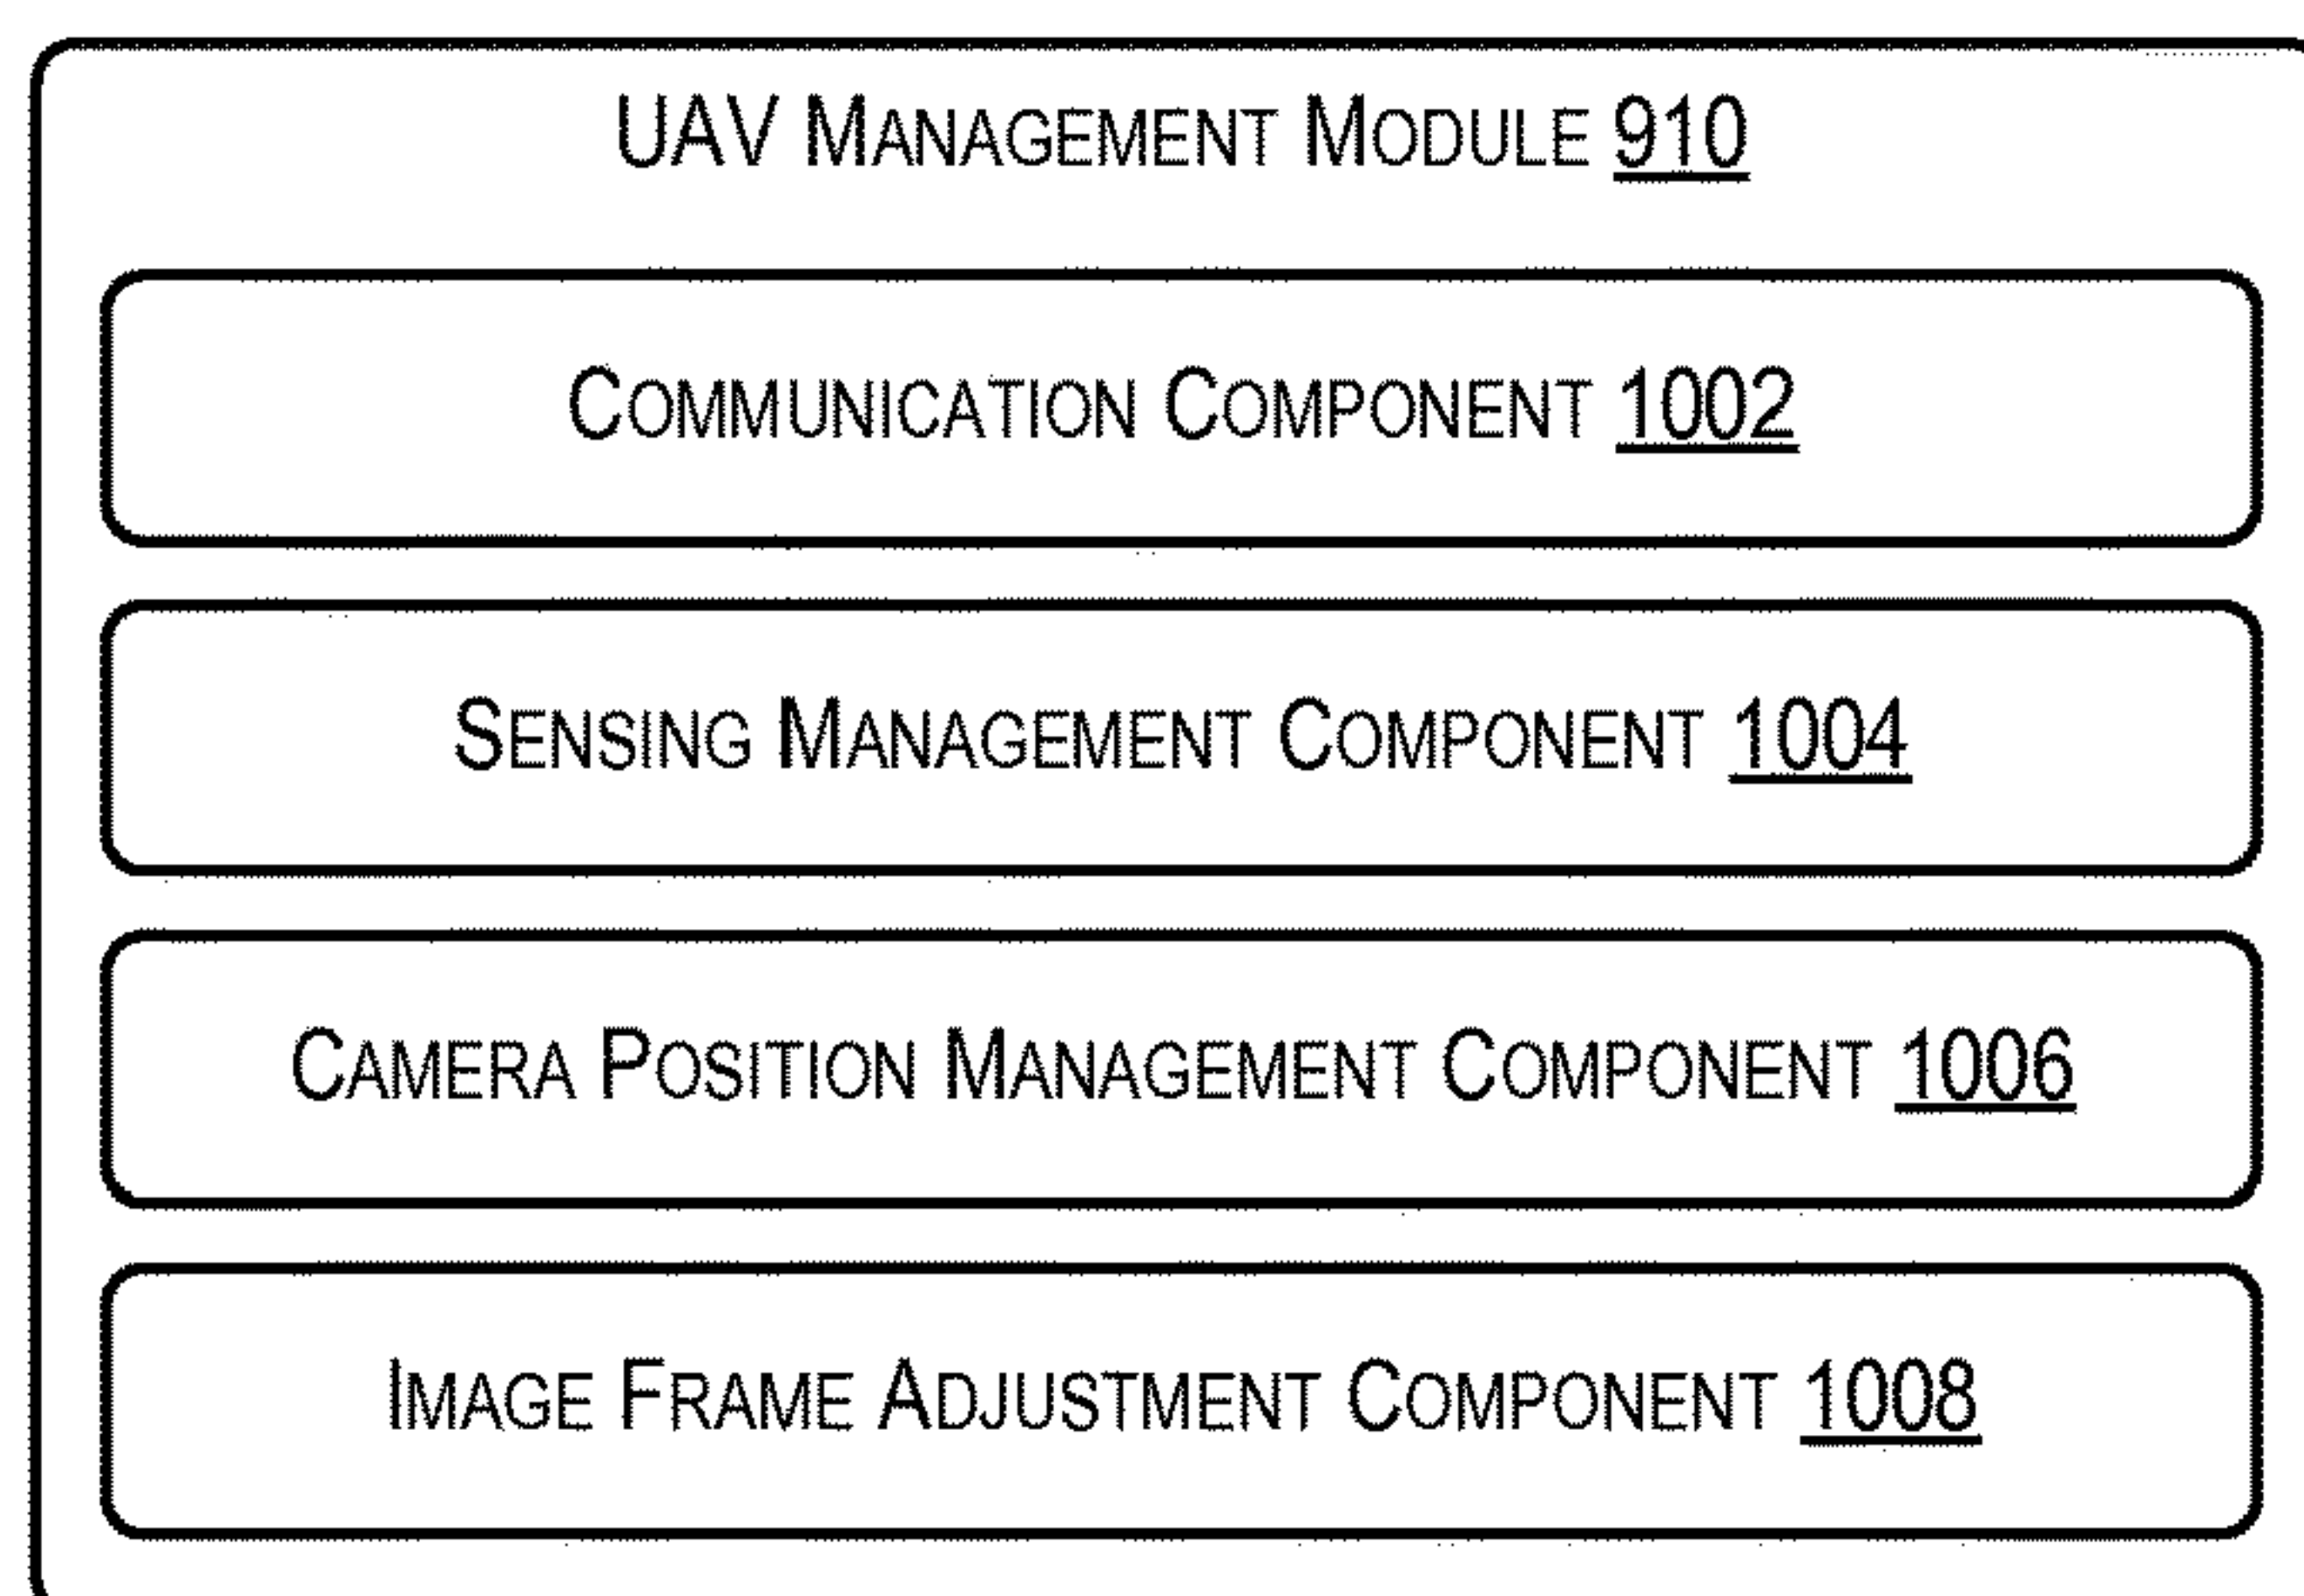 UAV MANAGEMENT MODULE 910
COMMUNICATION COMPONENT 1002
SENSING MANAGEMENT COMPONENT 1004
CAMERA POSITION MANAGEMENT COMPONENT 1006
IMAGE FRAME ADJUSTMENT COMPONENT 1008